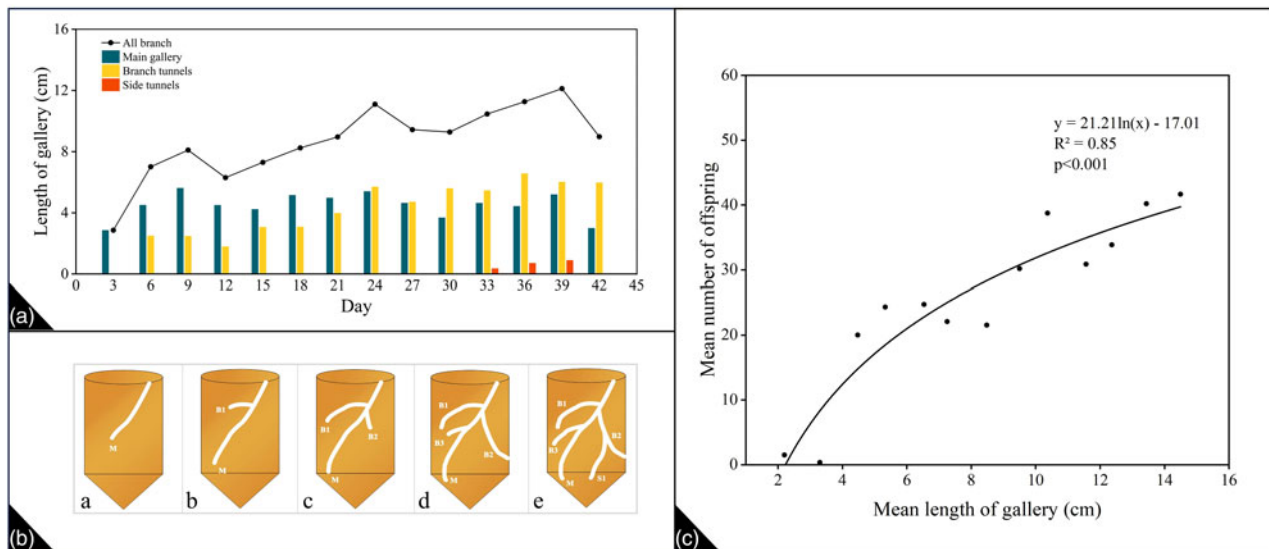 16
12
8
4
0
Length of gallery (cm)
All branch
Main gallery
Branch tunnels
Side tunnels
0 3 6 9 12 15 18 21 24 27 30 33 36 39 42 45
Day
(a)
B1
B1
B2
B1
B3
B2
B1
B2
B3
M
M
M
M
M
S1
a b c d e
(b)
60
50
40
30
20
10
0
Mean number of offspring
y = 21.21ln(x) - 17.01
R² = 0.85
p<0.001
2 4 6 8 10 12 14 16
Mean length of gallery (cm)
(c)